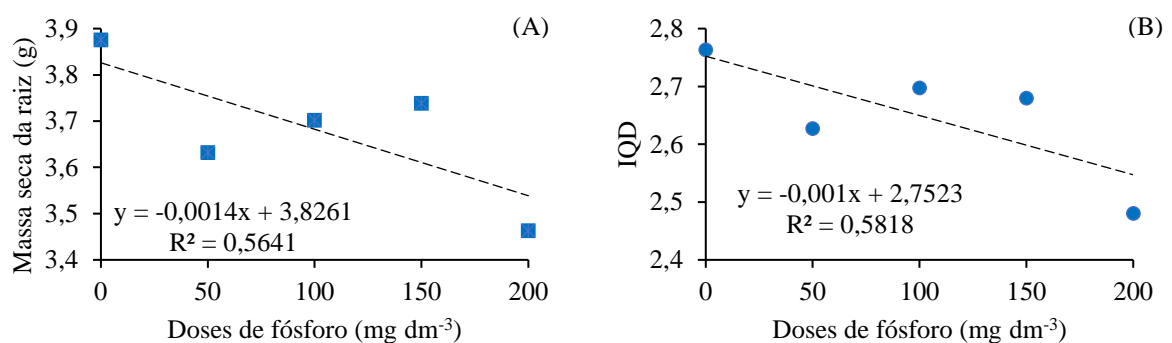 (A)
Massa seca da raiz (g)
3,9
3,8
3,7
3,6
3,5
3,4
y = -0,0014x + 3,8261
R² = 0,5641
0 50 100 150 200
Doses de fósforo (mg dm-3)
(B)
IQD
2,8
2,7
2,6
2,5
2,4
y = -0,001x + 2,7523
R² = 0,5818
0 50 100 150 200
Doses de fósforo (mg dm-3)